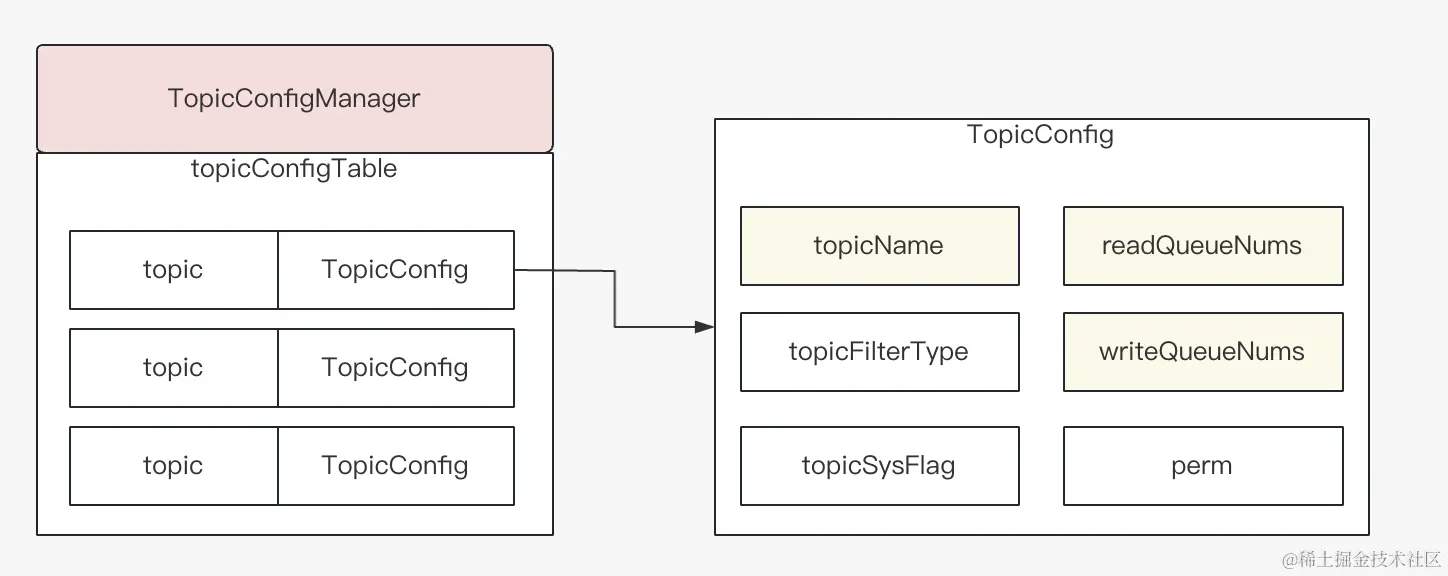 TopicConfigManager
topicConfigTable
topic TopicConfig
topic TopicConfig
topic TopicConfig
TopicConfig
topicName readQueueNums
topicFilterType writeQueueNums
topicSysFlag perm
@稀土掘金技术社区